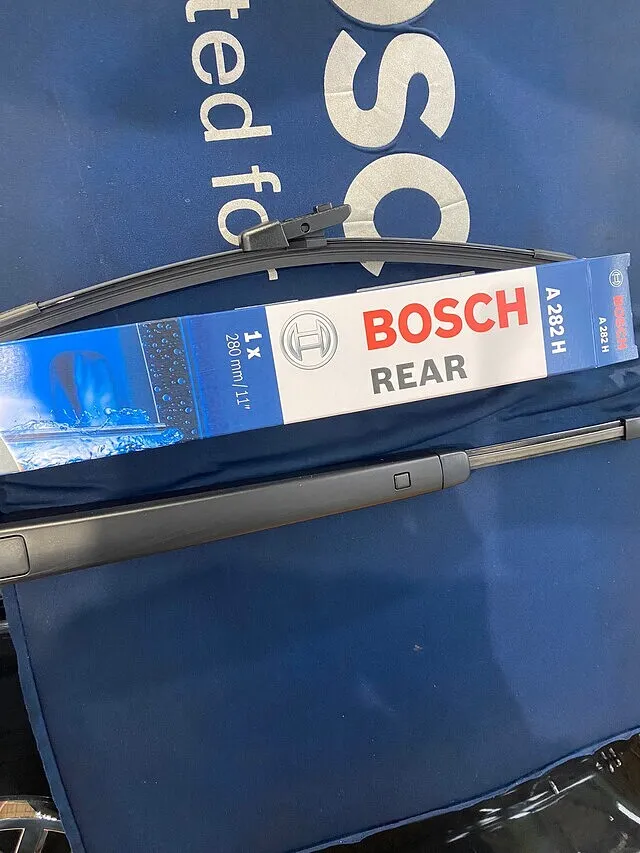 osc
ted fo
1 x
280 mm / 11"
BOSCH
REAR
A 282 H
BOSCH
A 282 H